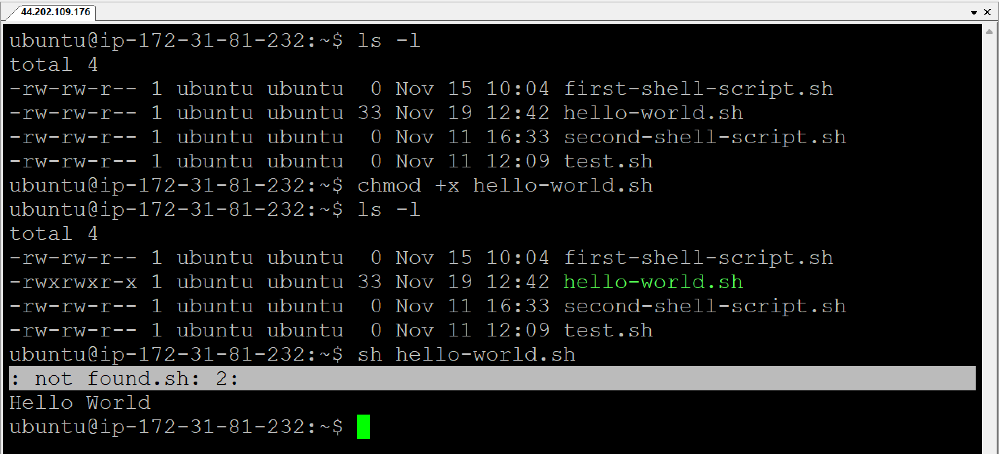 44.202.109.176
ubuntu@ip-172-31-81-232:~$ ls -l
total 4
-rw-rw-r-- 1 ubuntu ubuntu  0 Nov 15 10:04 first-shell-script.sh
-rw-rw-r-- 1 ubuntu ubuntu 33 Nov 19 12:42 hello-world.sh
-rw-rw-r-- 1 ubuntu ubuntu  0 Nov 11 16:33 second-shell-script.sh
-rw-rw-r-- 1 ubuntu ubuntu  0 Nov 11 12:09 test.sh
ubuntu@ip-172-31-81-232:~$ chmod +x hello-world.sh
ubuntu@ip-172-31-81-232:~$ ls -l
total 4
-rw-rw-r-- 1 ubuntu ubuntu  0 Nov 15 10:04 first-shell-script.sh
-rwxrwxr-x 1 ubuntu ubuntu 33 Nov 19 12:42 hello-world.sh
-rw-rw-r-- 1 ubuntu ubuntu  0 Nov 11 16:33 second-shell-script.sh
-rw-rw-r-- 1 ubuntu ubuntu  0 Nov 11 12:09 test.sh
ubuntu@ip-172-31-81-232:~$ sh hello-world.sh
: not found.sh: 2:
Hello World
ubuntu@ip-172-31-81-232:~$